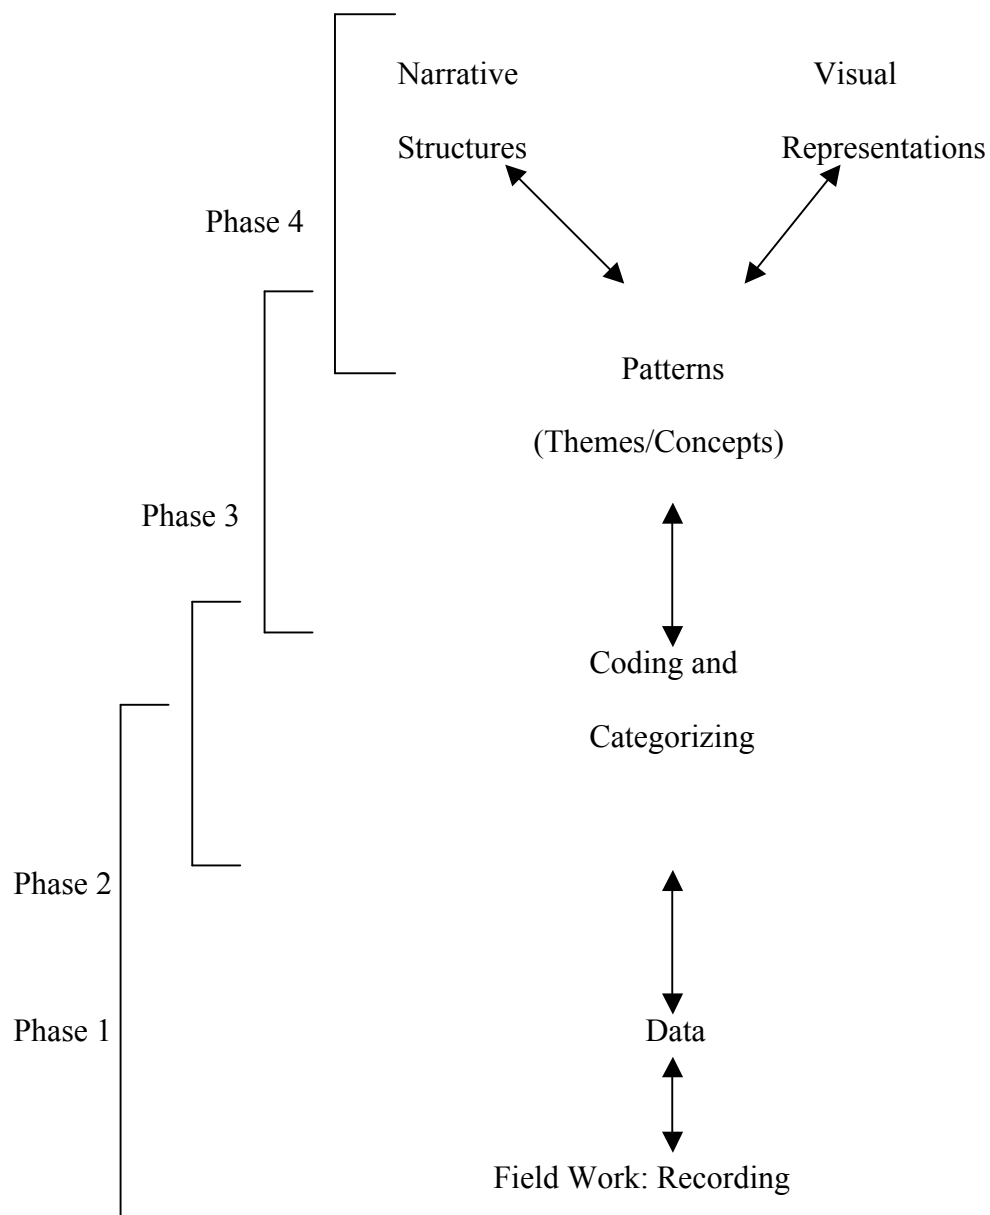 Narrative Visual
Structures Representations
Phase 4
Patterns
(Themes/Concepts)
Phase 3
Coding and
Categorizing
Phase 2
Phase 1 Data
Field Work: Recording